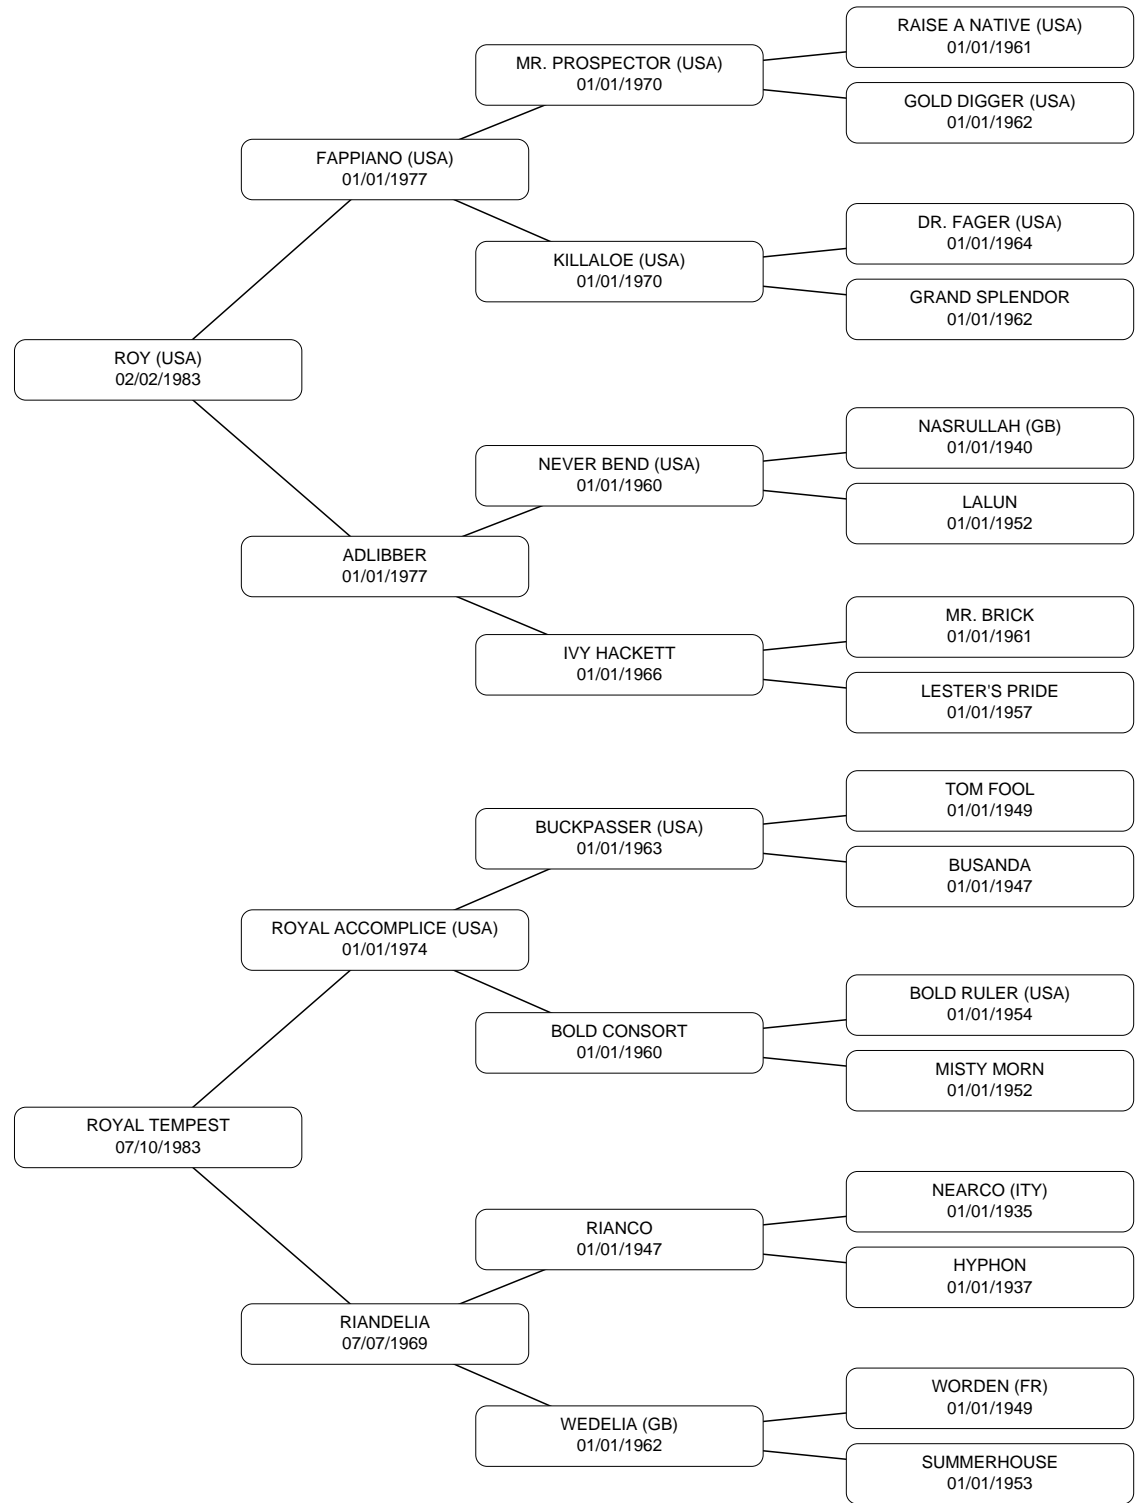 RAISE A NATIVE (USA)
01/01/1961
MR. PROSPECTOR (USA)
01/01/1970
GOLD DIGGER (USA)
01/01/1962
FAPPIANO (USA)
01/01/1977
DR. FAGER (USA)
01/01/1964
KILLALOE (USA)
01/01/1970
GRAND SPLENDOR
01/01/1962
ROY (USA)
02/02/1983
NASRULLAH (GB)
01/01/1940
NEVER BEND (USA)
01/01/1960
LALUN
01/01/1952
ADLIBBER
01/01/1977
MR. BRICK
01/01/1961
IVY HACKETT
01/01/1966
LESTER'S PRIDE
01/01/1957
TOM FOOL
01/01/1949
BUCKPASSER (USA)
01/01/1963
BUSANDA
01/01/1947
ROYAL ACCOMPLICE (USA)
01/01/1974
BOLD RULER (USA)
01/01/1954
BOLD CONSORT
01/01/1960
MISTY MORN
01/01/1952
ROYAL TEMPEST
07/10/1983
NEARCO (ITY)
01/01/1935
RIANCO
01/01/1947
HYPHON
01/01/1937
RIANDELIA
07/07/1969
WORDEN (FR)
01/01/1949
WEDELIA (GB)
01/01/1962
SUMMERHOUSE
01/01/1953